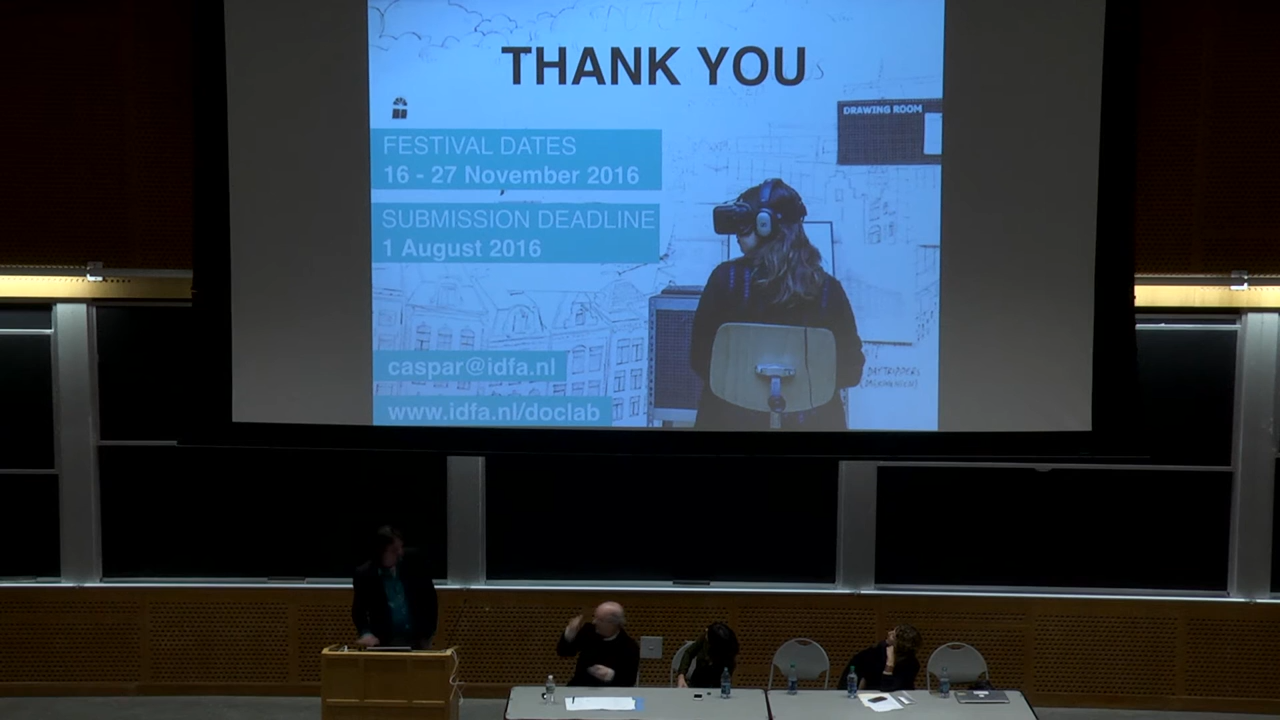 THANK YOU
DRAWING ROOM
FESTIVAL DATES
16 - 27 November 2016
SUBMISSION DEADLINE
1 August 2016
caspar@idfa.nl
DAYTRIPPERS
www.idfa.nl/doclab